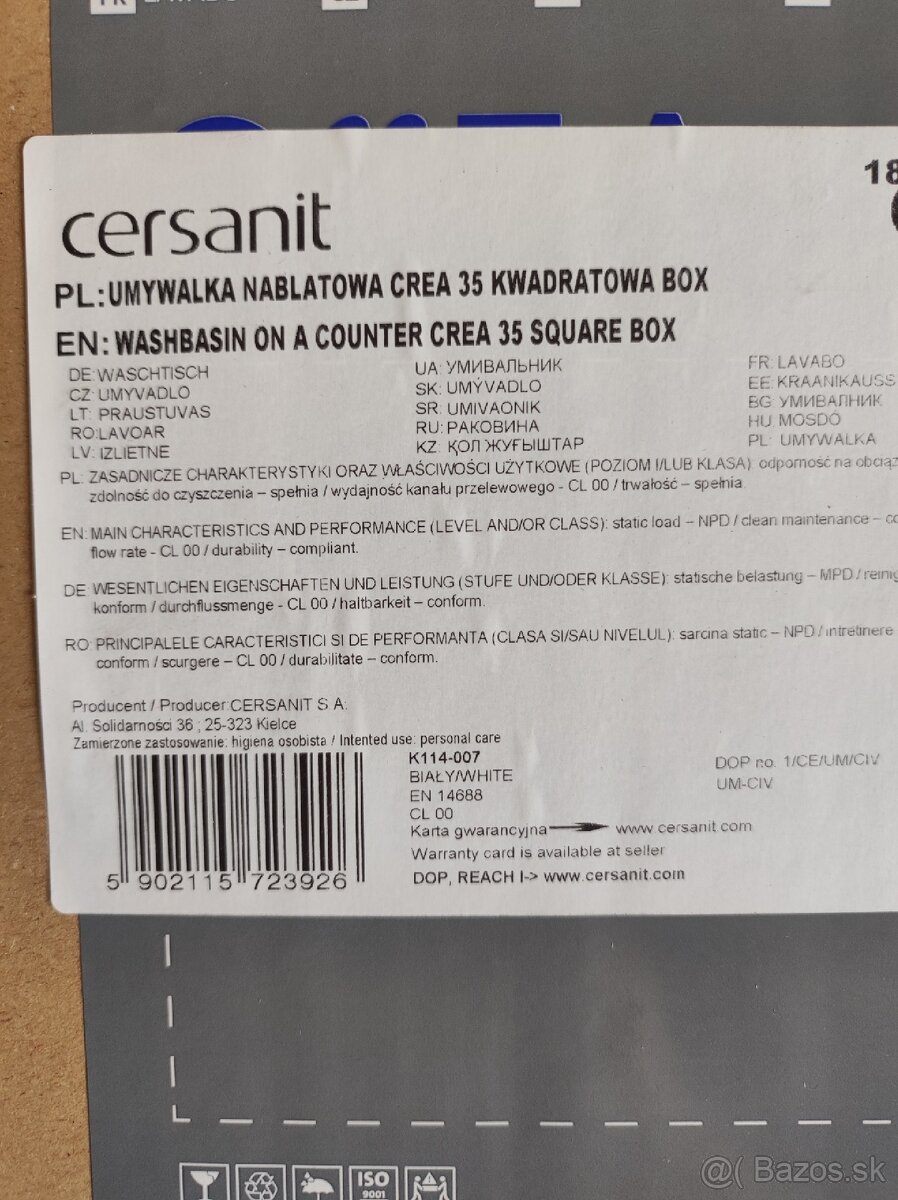 18
cersanit
PL: UMYWALKA NABLATOWA CREA 35 KWADRATOWA BOX
EN: WASHBASIN ON A COUNTER CREA 35 SQUARE BOX
DE: WASCHTISCH
CZ: UMYVADLO
LT: PRAUSTUVAS
RO: LAVOAR
LV: IZLIETNE
UA: УМИВАЛЬНИК
SK: UMÝVADLO
SR: UMIVAONIK
RU: РАКОВИНА
KZ: ҚОЛ ЖУҒЫШТАР
FR: LAVABO
EE: KRAANIKAUSS
BG: УМИВАЛНИК
HU: MOSDÓ
PL: UMYWALKA
PL: ZASADNICZE CHARAKTERYSTYKI ORAZ WŁAŚCIWOŚCI UŻYTKOWE (POZIOM I/LUB KLASA): odporność na obciąż
zdolność do czyszczenia – spełnia / wydajność kanału przelewowego - CL 00 / trwałość – spełnia.
EN: MAIN CHARACTERISTICS AND PERFORMANCE (LEVEL AND/OR CLASS): static load – NPD / clean maintenance – co
flow rate - CL 00 / durability – compliant.
DE: WESENTLICHEN EIGENSCHAFTEN UND LEISTUNG (STUFE UND/ODER KLASSE): statische belastung – MPD / reinig
konform / durchflussmenge - CL 00 / haltbarkeit – conform.
RO: PRINCIPALELE CARACTERISTICI SI DE PERFORMANTA (CLASA SI/SAU NIVELUL): sarcina static – NPD / intretinere
conform / scurgere – CL 00 / durabilitate – conform.
Producent / Producer:CERSANIT S.A.
Al. Solidarności 36 ; 25-323 Kielce
Zamierzone zastosowanie: higiena osobista / Intented use: personal care
K114-007
BIAŁY/WHITE
EN 14688
CL 00
Karta gwarancyjna www.cersanit.com
Warranty card is available at seller
DOP, REACH I-> www.cersanit.com
DOP no. 1/CE/UM/CIV
UM-CIV
5 902115 723926
ISO
9001
@( Bazos.sk